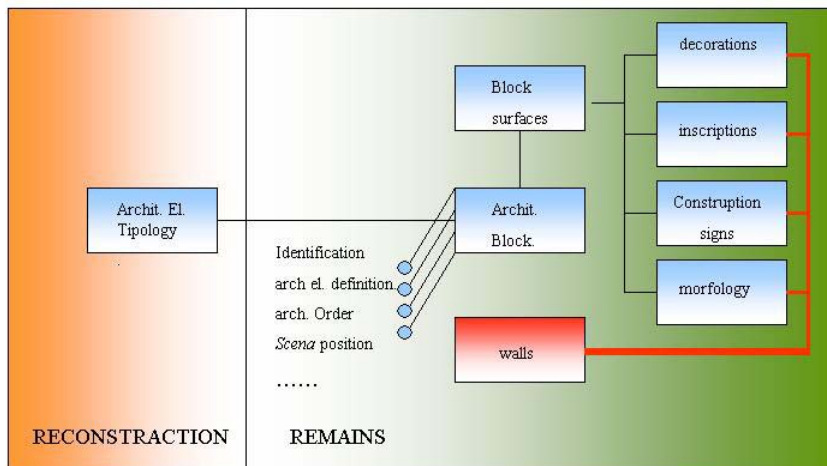 decorations
Block
surfaces
inscriptions
Archit. El.
Tipology
.
Archit.
Block.
Construption
signs
Identification
arch el. definition
arch. Order
Scena position
……
morfology
walls
RECONSTRACTION
REMAINS